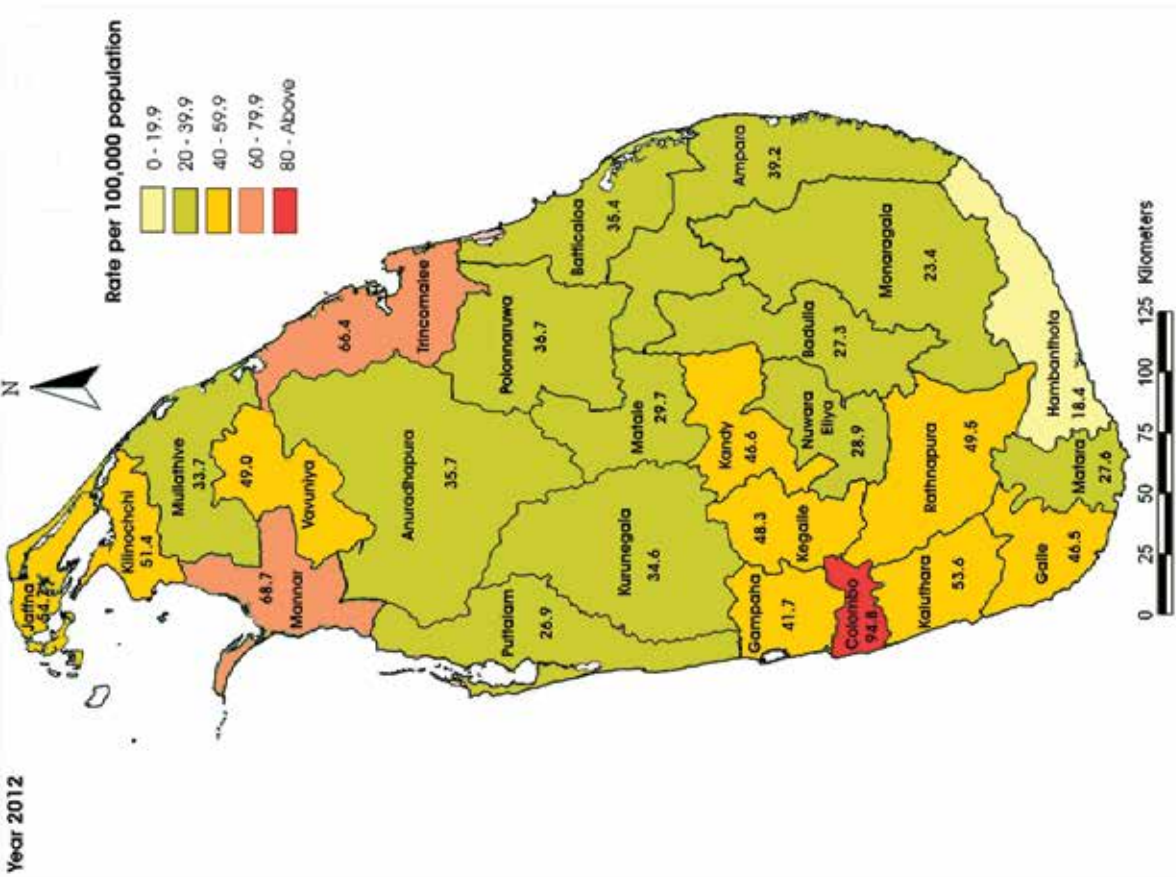 Year 2012
N
Rate per 100,000 population
0 - 19.9
20 - 39.9
40 - 59.9
60 - 79.9
80 - Above
Jaffna
54.2
Kilinochchi
51.4
Mullathive
33.7
49.0
Vavuniya
68.7
Mannar
66.4
Trincomalee
Anuradhapura
35.7
Polonnaruwa
36.7
Batticaloa
35.4
Puttalam
26.9
Kurunegala
34.6
Matale
29.7
Ampara
39.2
Kandy
46.6
Nuwara
Eliya
28.9
Badulla
27.3
Monaragala
23.4
Gampaha
41.7
48.3
Kegalle
Colombo
94.8
Kaluthara
53.6
Rathnapura
49.5
Galle
46.5
Matara
27.6
Hambanthota
18.4
0 25 50 75 100 125 Kilometers